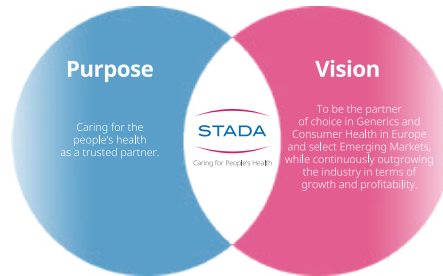 Purpose
Caring for the
people's health
as a trusted partner.
STADA
Caring for People's Health
Vision
To be the partner
of choice in Generics and
Consumer Health in Europe
and select Emerging Markets,
while continuously outgrowing
the industry in terms of
growth and profitability.